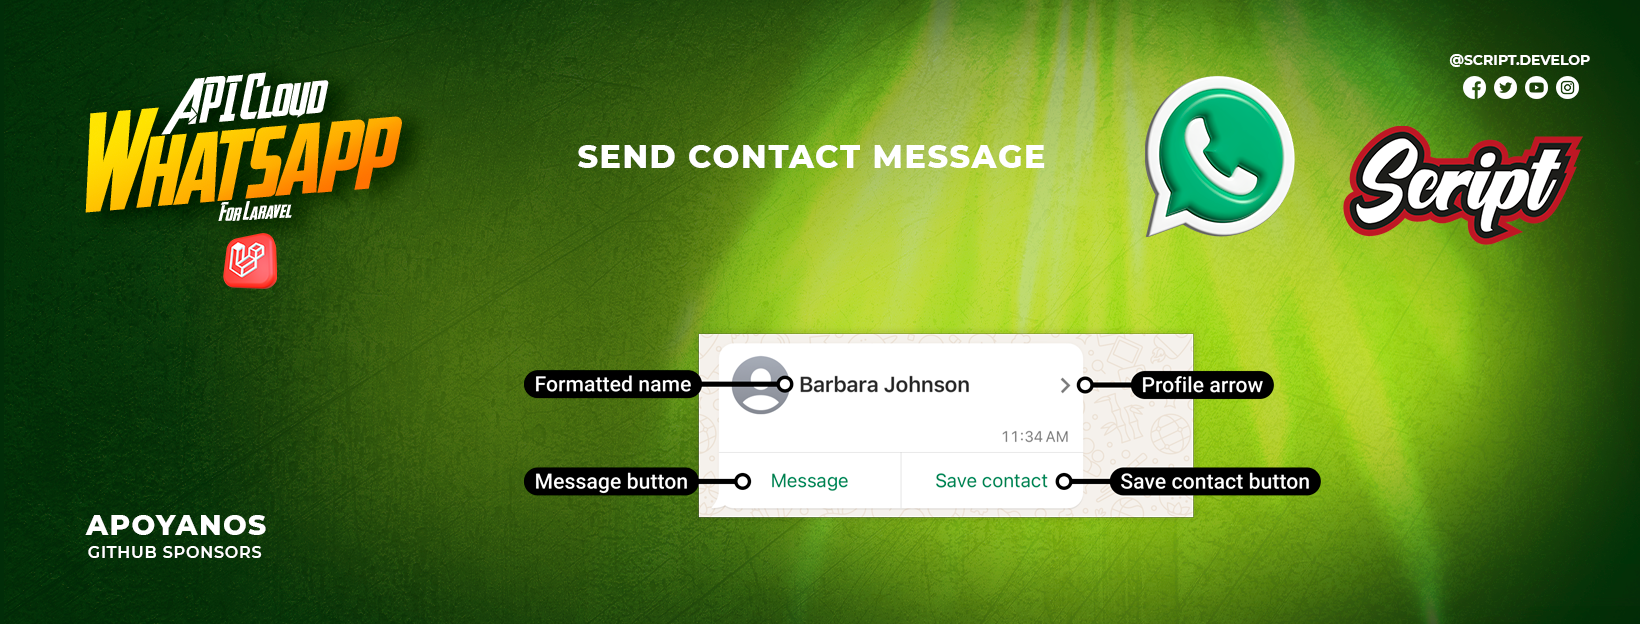 API CLOUD
WHATSAPP
FOR LARAVEL
SEND CONTACT MESSAGE
@SCRIPT.DEVELOP
Script
Formatted name
Barbara Johnson
Profile arrow
11:34 AM
Message button
Message
Save contact
Save contact button
APOYANOS
GITHUB SPONSORS